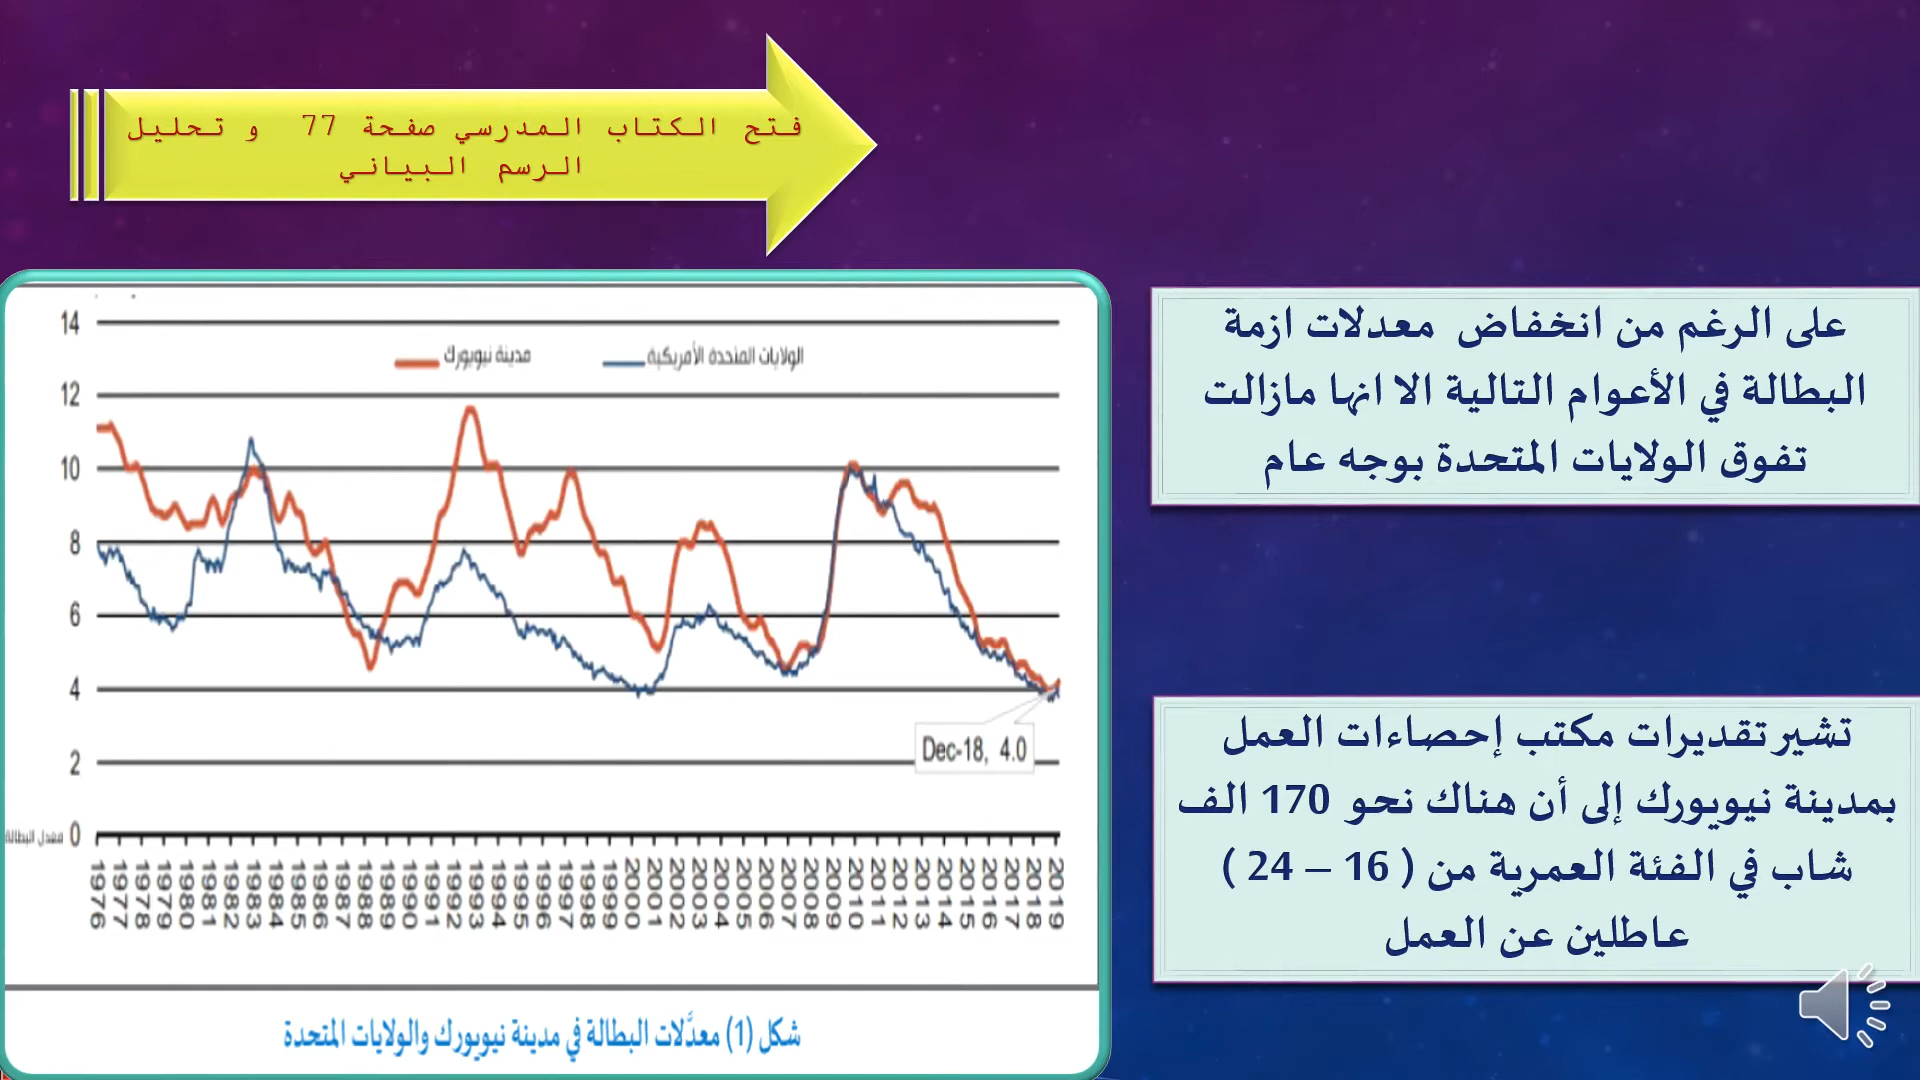 فتح الكتاب المدرسي صفحة 77 و تحليل
الرسم البياني
على الرغم من انخفاض معدلات ازمة
البطالة في الأعوام التالية الا انها مازالت
تفوق الولايات المتحدة بوجه عام
تشير تقديرات مكتب إحصاءات العمل
بمدينة نيويورك إلى أن هناك نحو 170 الف
شاب في الفئة العمرية من ( 16 – 24 )
عاطلين عن العمل
الولايات المتحدة الأمريكية
مدينة نيويورك
14
12
10
8
6
4
2
0
معدل البطالة
Dec-18, 4.0
1976 1977 1978 1979 1980 1981 1982 1983 1984 1985 1986 1987 1988 1989 1990 1991 1992 1993 1994 1995 1996 1997 1998 1999 2000 2001 2002 2003 2004 2005 2006 2007 2008 2009 2010 2011 2012 2013 2014 2015 2016 2017 2018 2019
شكل (1) معدَّلات البطالة في مدينة نيويورك والولايات المتحدة